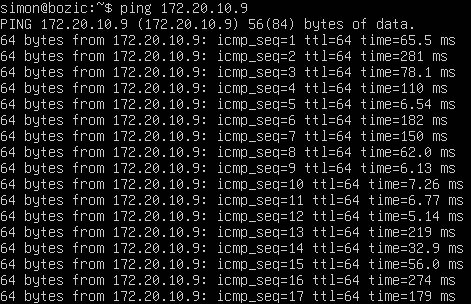 simon@bozic:~$ ping 172.20.10.9
PING 172.20.10.9 (172.20.10.9) 56(84) bytes of data.
64 bytes from 172.20.10.9: icmp_seq=1 ttl=64 time=65.5 ms
64 bytes from 172.20.10.9: icmp_seq=2 ttl=64 time=281 ms
64 bytes from 172.20.10.9: icmp_seq=3 ttl=64 time=78.1 ms
64 bytes from 172.20.10.9: icmp_seq=4 ttl=64 time=110 ms
64 bytes from 172.20.10.9: icmp_seq=5 ttl=64 time=6.54 ms
64 bytes from 172.20.10.9: icmp_seq=6 ttl=64 time=182 ms
64 bytes from 172.20.10.9: icmp_seq=7 ttl=64 time=150 ms
64 bytes from 172.20.10.9: icmp_seq=8 ttl=64 time=62.0 ms
64 bytes from 172.20.10.9: icmp_seq=9 ttl=64 time=6.13 ms
64 bytes from 172.20.10.9: icmp_seq=10 ttl=64 time=7.26 ms
64 bytes from 172.20.10.9: icmp_seq=11 ttl=64 time=6.77 ms
64 bytes from 172.20.10.9: icmp_seq=12 ttl=64 time=5.14 ms
64 bytes from 172.20.10.9: icmp_seq=13 ttl=64 time=219 ms
64 bytes from 172.20.10.9: icmp_seq=14 ttl=64 time=32.9 ms
64 bytes from 172.20.10.9: icmp_seq=15 ttl=64 time=56.0 ms
64 bytes from 172.20.10.9: icmp_seq=16 ttl=64 time=274 ms
64 bytes from 172.20.10.9: icmp_seq=17 ttl=64 time=179 ms